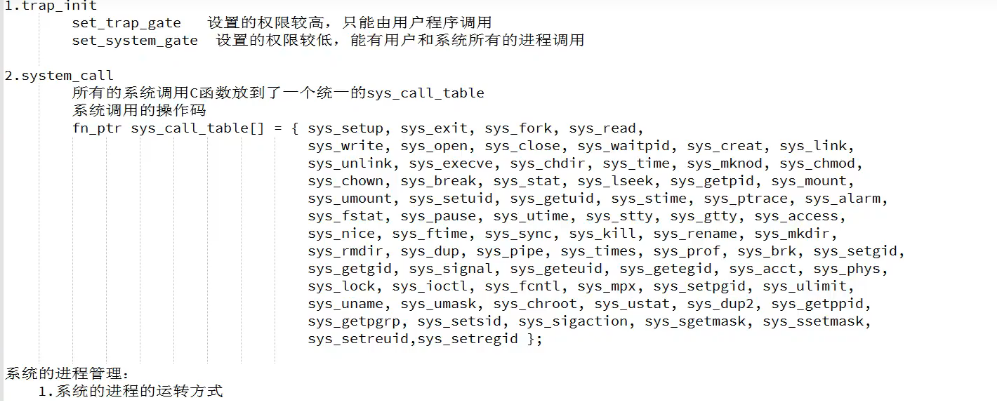 1.trap_init
set_trap_gate 设置的权限较高，只能由用户程序调用
set_system_gate 设置的权限较低，能有用户和系统所有的进程调用
2.system_call
所有的系统调用C函数放到了一个统一的sys_call_table
系统调用的操作码
fn_ptr sys_call_table[] = { sys_setup, sys_exit, sys_fork, sys_read,
sys_write, sys_open, sys_close, sys_waitpid, sys_creat, sys_link,
sys_unlink, sys_execve, sys_chdir, sys_time, sys_mknod, sys_chmod,
sys_chown, sys_break, sys_stat, sys_lseek, sys_getpid, sys_mount,
sys_umount, sys_setuid, sys_getuid, sys_stime, sys_ptrace, sys_alarm,
sys_fstat, sys_pause, sys_utime, sys_stty, sys_gtty, sys_access,
sys_nice, sys_ftime, sys_sync, sys_kill, sys_rename, sys_mkdir,
sys_rmdir, sys_dup, sys_pipe, sys_times, sys_prof, sys_brk, sys_setgid,
sys_getgid, sys_signal, sys_geteuid, sys_getegid, sys_acct, sys_phys,
sys_lock, sys_ioctl, sys_fcntl, sys_mpx, sys_setpgid, sys_ulimit,
sys_uname, sys_umask, sys_chroot, sys_ustat, sys_dup2, sys_getppid,
sys_getpgrp, sys_setsid, sys_sigaction, sys_sgetmask, sys_ssetmask,
sys_setreuid,sys_setregid };
系统的进程管理：
1.系统的进程的运转方式